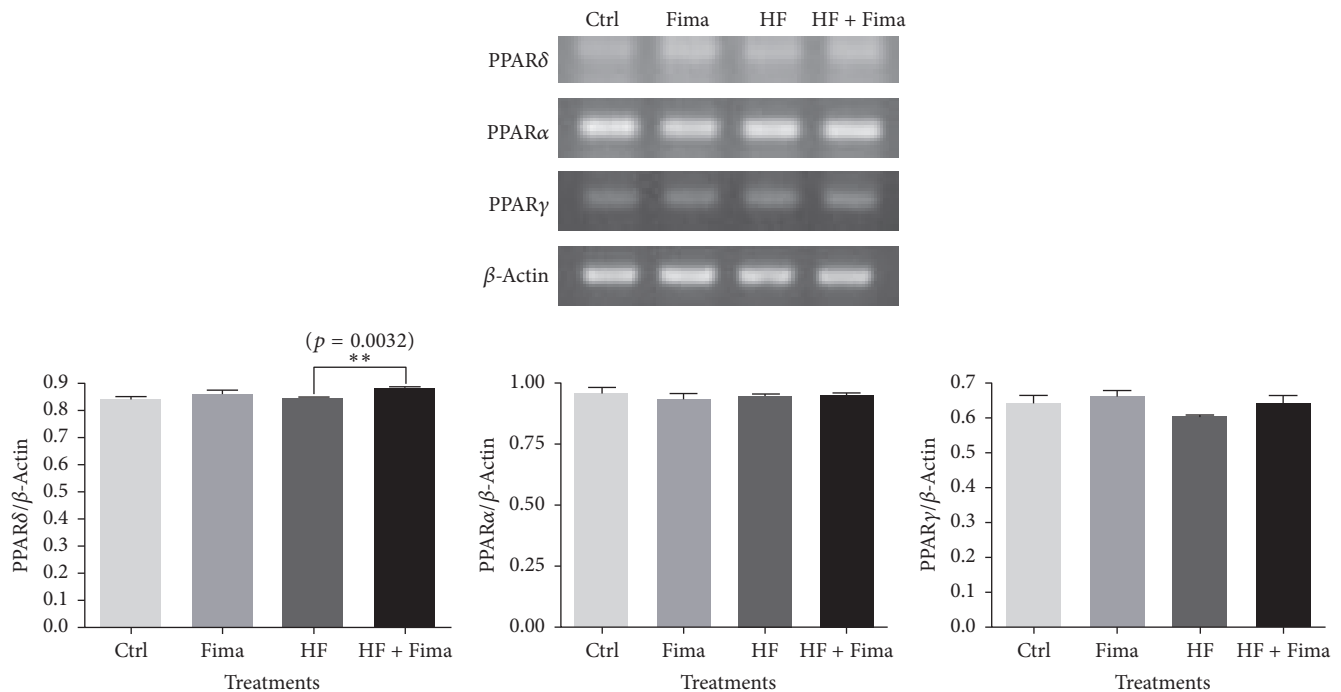 Ctrl Fima HF HF + Fima
PPARδ
PPARα
PPARγ
β-Actin
(p = 0.0032)
**
PPARδ/β-Actin
0.9
0.8
0.7
0.6
0.5
0.4
0.3
0.2
0.1
0.0
Ctrl Fima HF HF + Fima
Treatments
PPARα/β-Actin
1.00
0.75
0.50
0.25
0.00
Ctrl Fima HF HF + Fima
Treatments
PPARγ/β-Actin
0.7
0.6
0.5
0.4
0.3
0.2
0.1
0.0
Ctrl Fima HF HF + Fima
Treatments